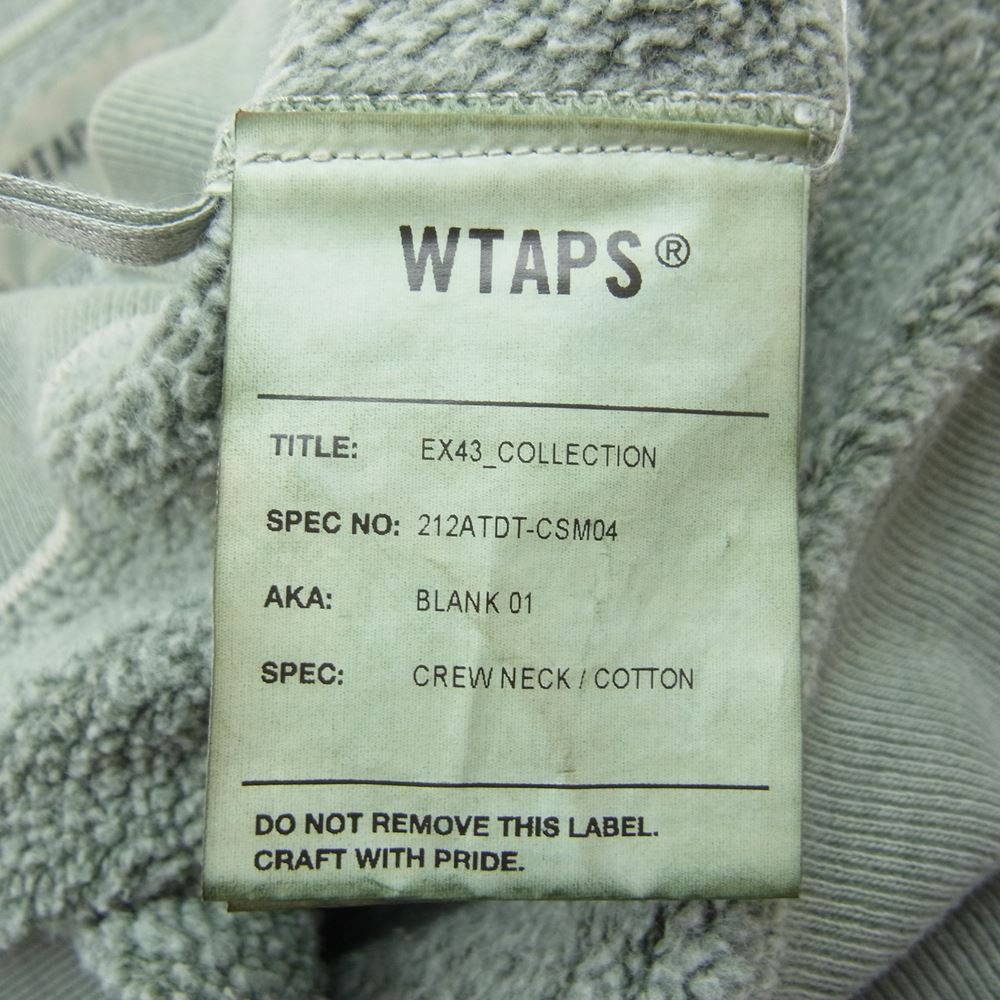 WTAPS®
TITLE: EX43_COLLECTION
SPEC NO: 212ATDT-CSM04
AKA: BLANK 01
SPEC: CREW NECK / COTTON
DO NOT REMOVE THIS LABEL.
CRAFT WITH PRIDE.